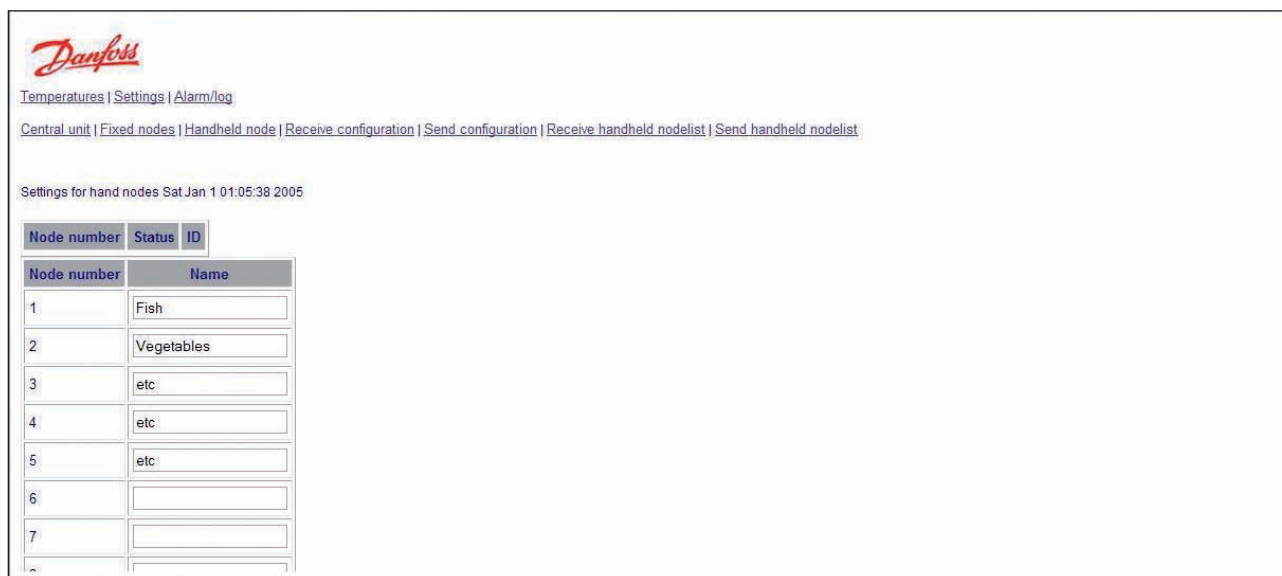 Danfoss
Temperatures | Settings | Alarm/log
Central unit | Fixed nodes | Handheld node | Receive configuration | Send configuration | Receive handheld nodelist | Send handheld nodelist
Settings for hand nodes Sat Jan 1 01:05:38 2005
Node number Status ID
Node number Name
1 Fish
2 Vegetables
3 etc
4 etc
5 etc
6
7